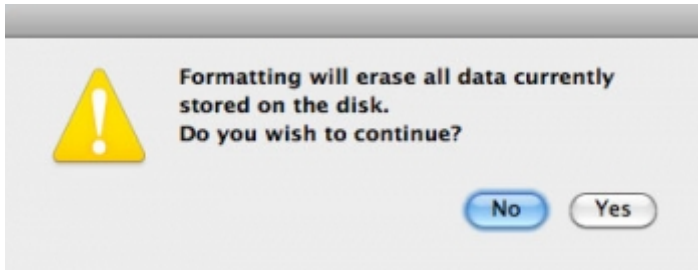 Formatting will erase all data currently
stored on the disk.
Do you wish to continue?
No Yes